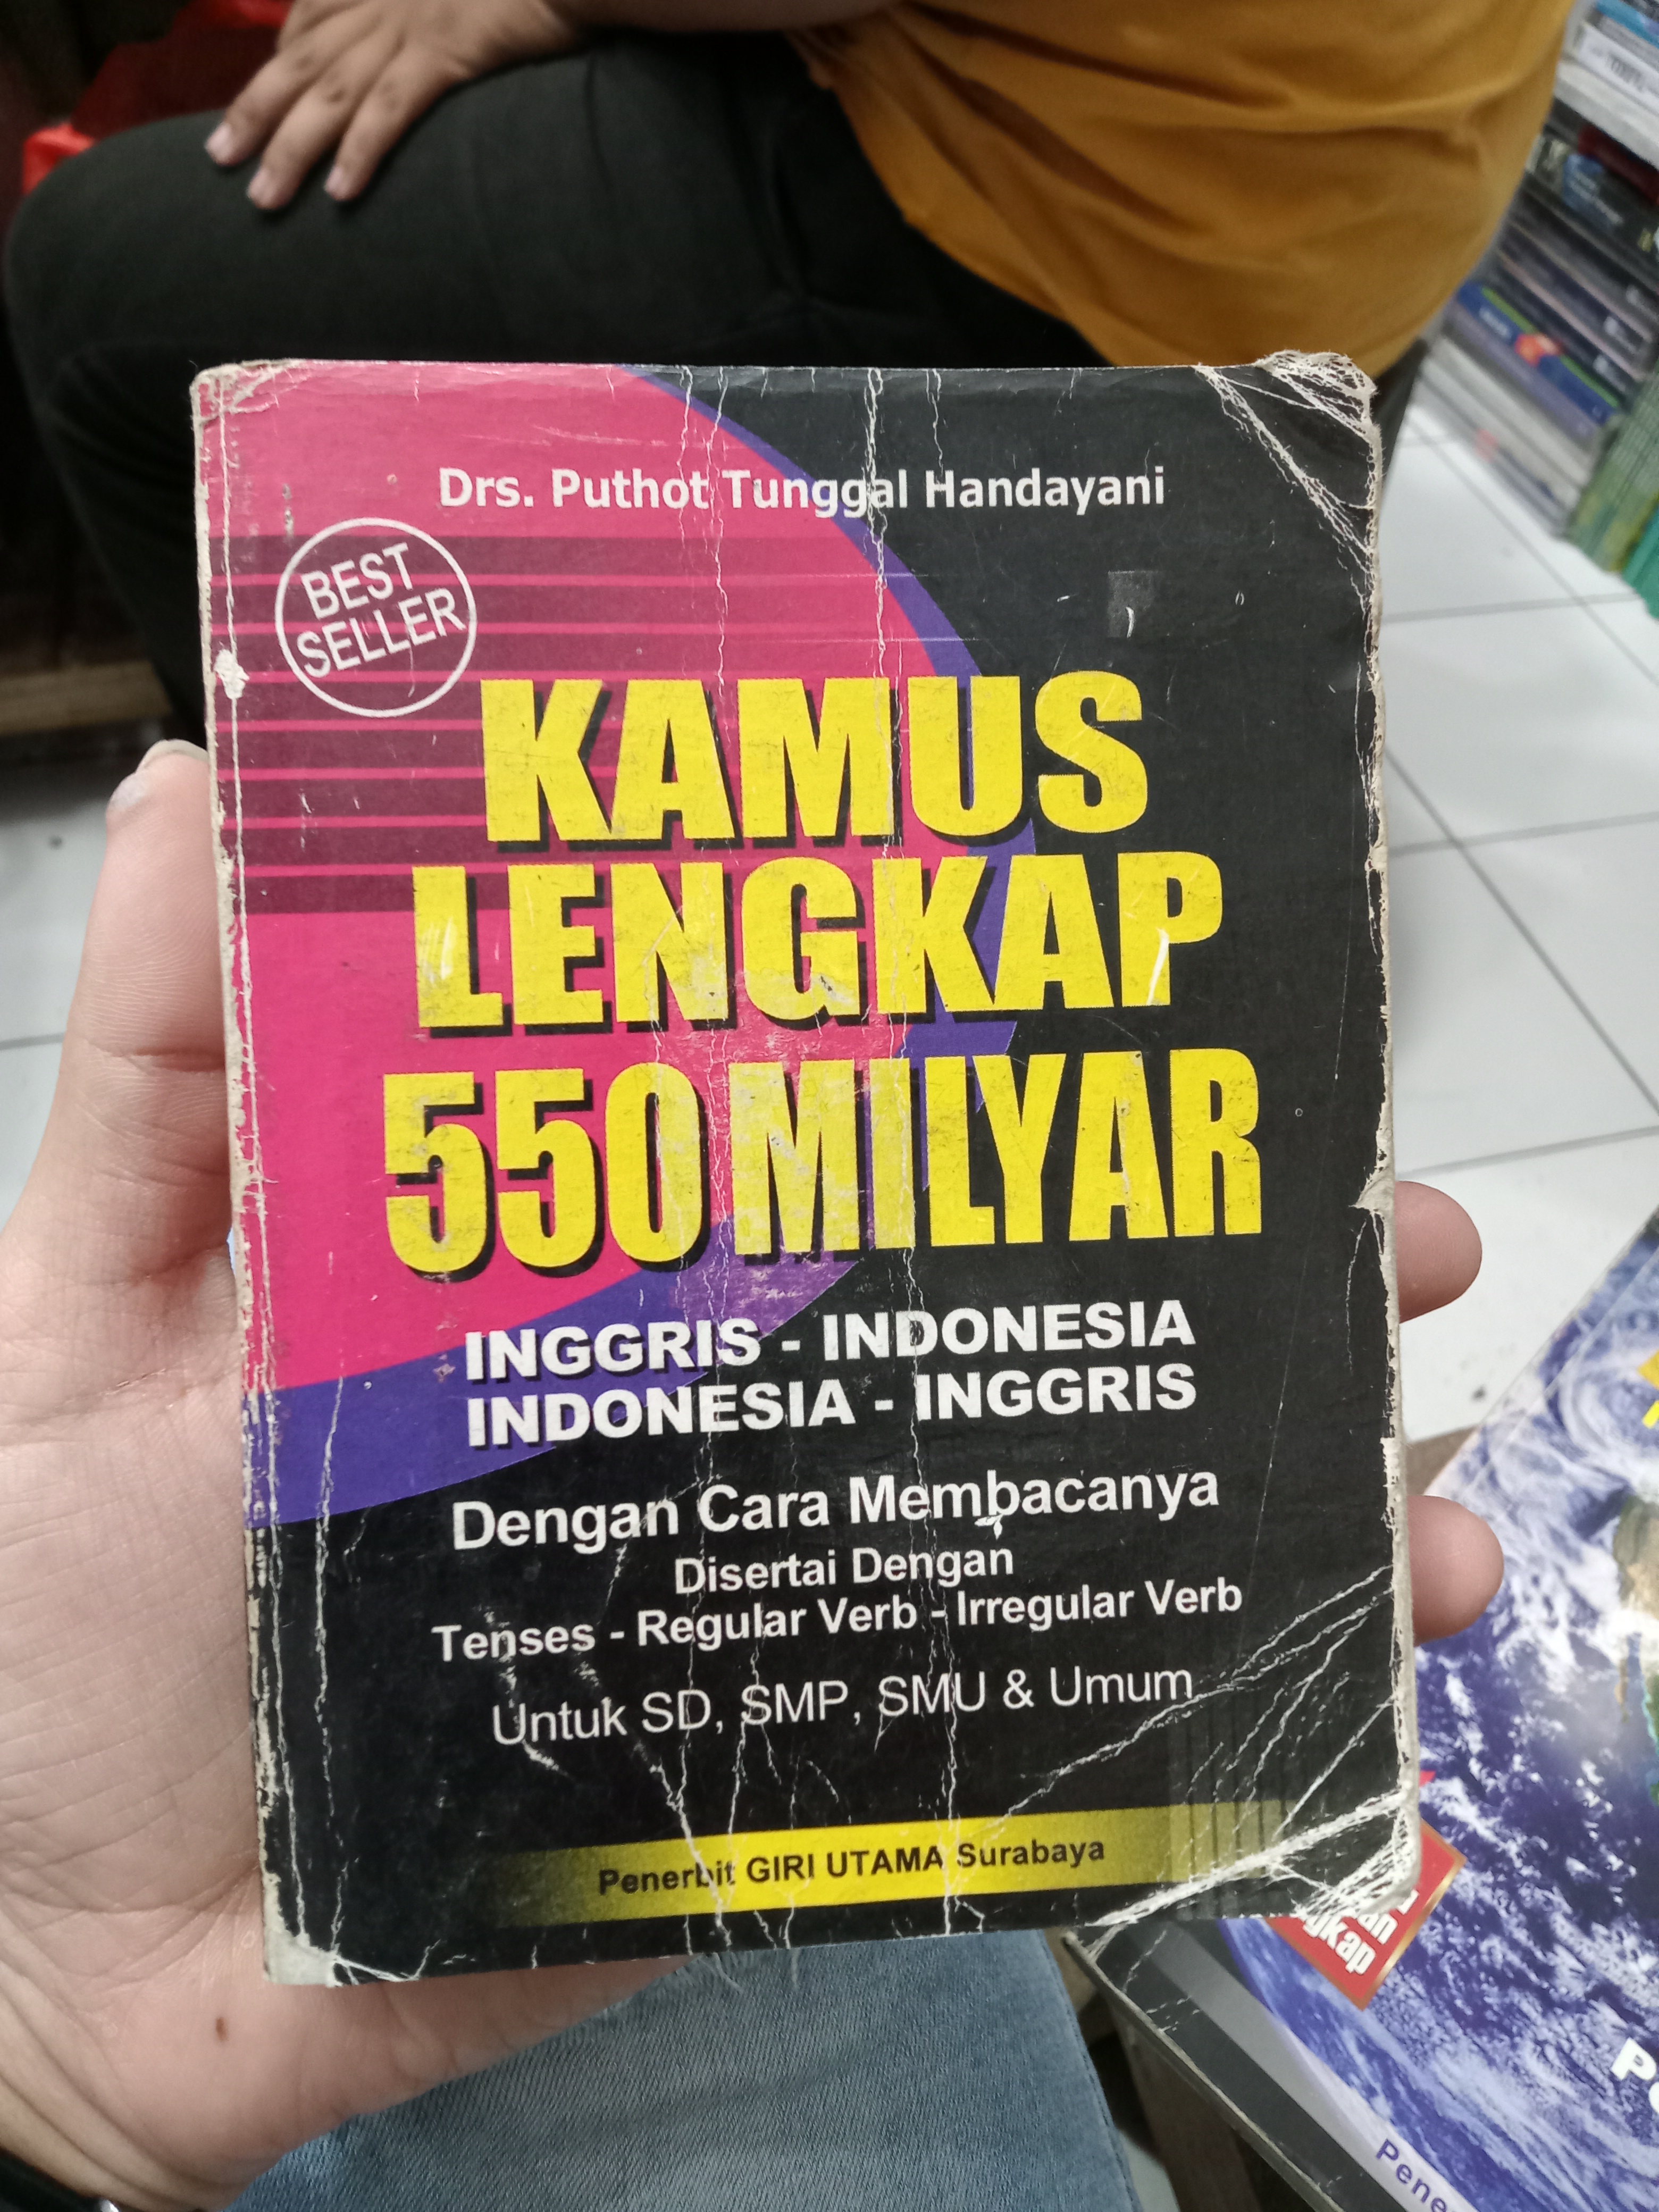 Drs. Puthot Tunggal Handayani
BEST
SELLER
KAMUS
LENGKAP
550 MILYAR
INGGRIS - INDONESIA
INDONESIA - INGGRIS
Dengan Cara Membacanya
Disertai Dengan
Tenses - Regular Verb - Irregular Verb
Untuk SD, SMP, SMU & Umum
Penerbit GIRI UTAMA Surabaya